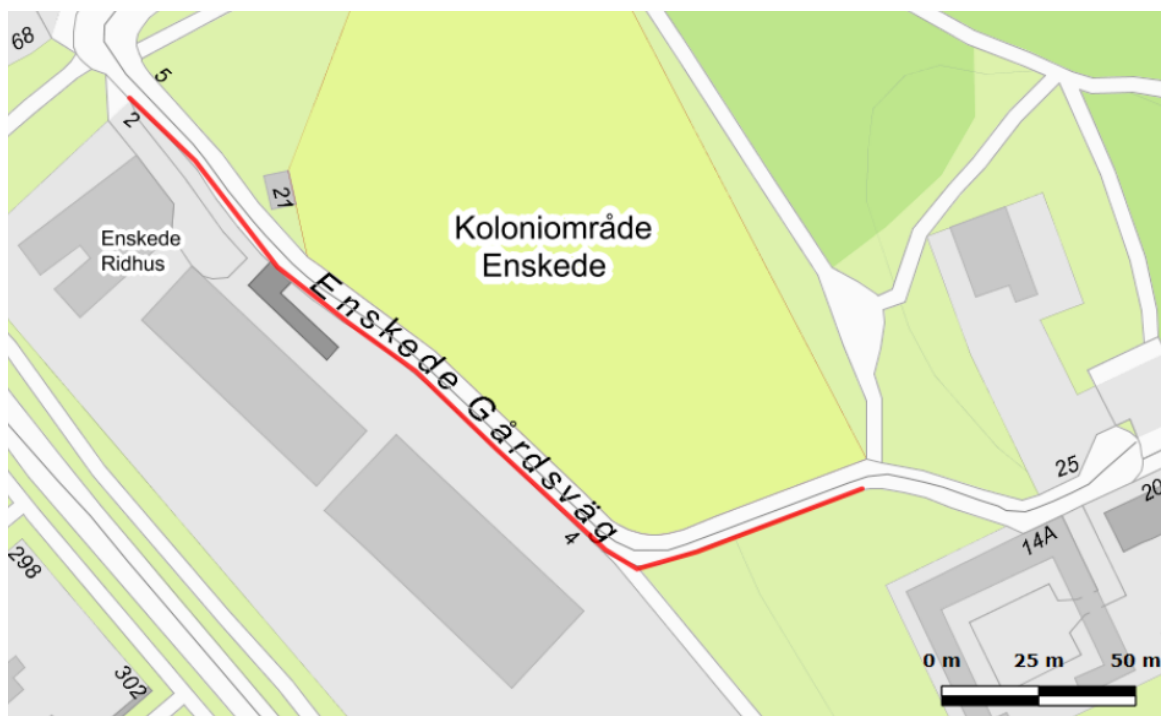 68
5
2
21
Enskede
Ridhus
Koloniområde
Enskede
Enskede Gårdsväg
4
25
20
14A
298
302
0 m 25 m 50 m